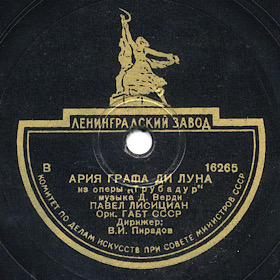 ЛЕНИНГРАДСКИЙ ЗАВОД
В 16265
АРИЯ ГРАФА ДИ ЛУНА
из оперы „Трубадур"
музыка Д. Верди
ПАВЕЛ ЛИСИЦИАН
Орк. ГАБТ СССР
Дирижер:
В.И. Пирадов
КОМИТЕТ ПО ДЕЛАМ ИСКУССТВ ПРИ СОВЕТЕ МИНИСТРОВ СССР